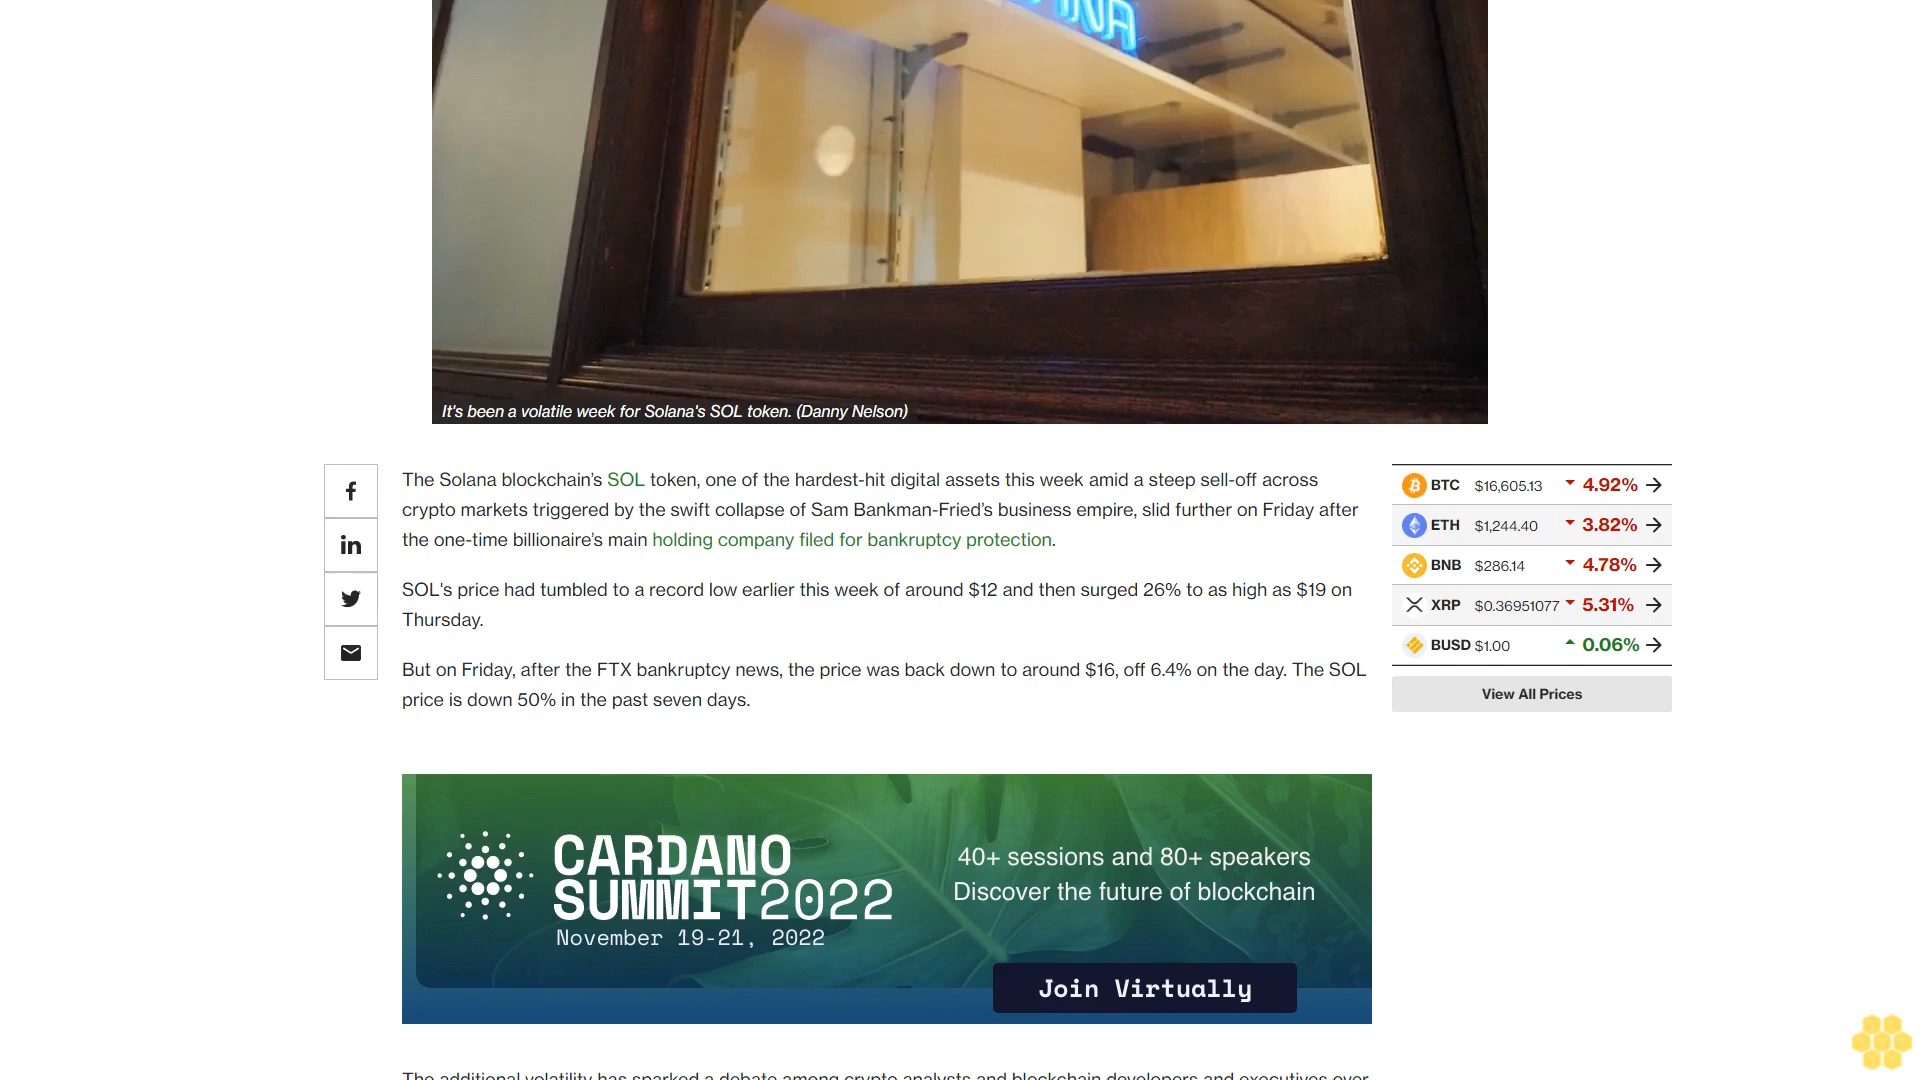 It's been a volatile week for Solana's SOL token. (Danny Nelson)
The Solana blockchain’s SOL token, one of the hardest-hit digital assets this week amid a steep sell-off across
crypto markets triggered by the swift collapse of Sam Bankman-Fried’s business empire, slid further on Friday after
the one-time billionaire’s main holding company filed for bankruptcy protection.
SOL's price had tumbled to a record low earlier this week of around $12 and then surged 26% to as high as $19 on
Thursday.
But on Friday, after the FTX bankruptcy news, the price was back down to around $16, off 6.4% on the day. The SOL
price is down 50% in the past seven days.
BTC $16,605.13 4.92%
ETH $1,244.40 3.82%
BNB $286.14 4.78%
XRP $0.36951077 5.31%
BUSD $1.00 0.06%
View All Prices
CARDANO
SUMMIT2022
November 19-21, 2022
40+ sessions and 80+ speakers
Discover the future of blockchain
Join Virtually
The additional volatility has sparked a debate among crypto analysts and blockchain developers and executives over